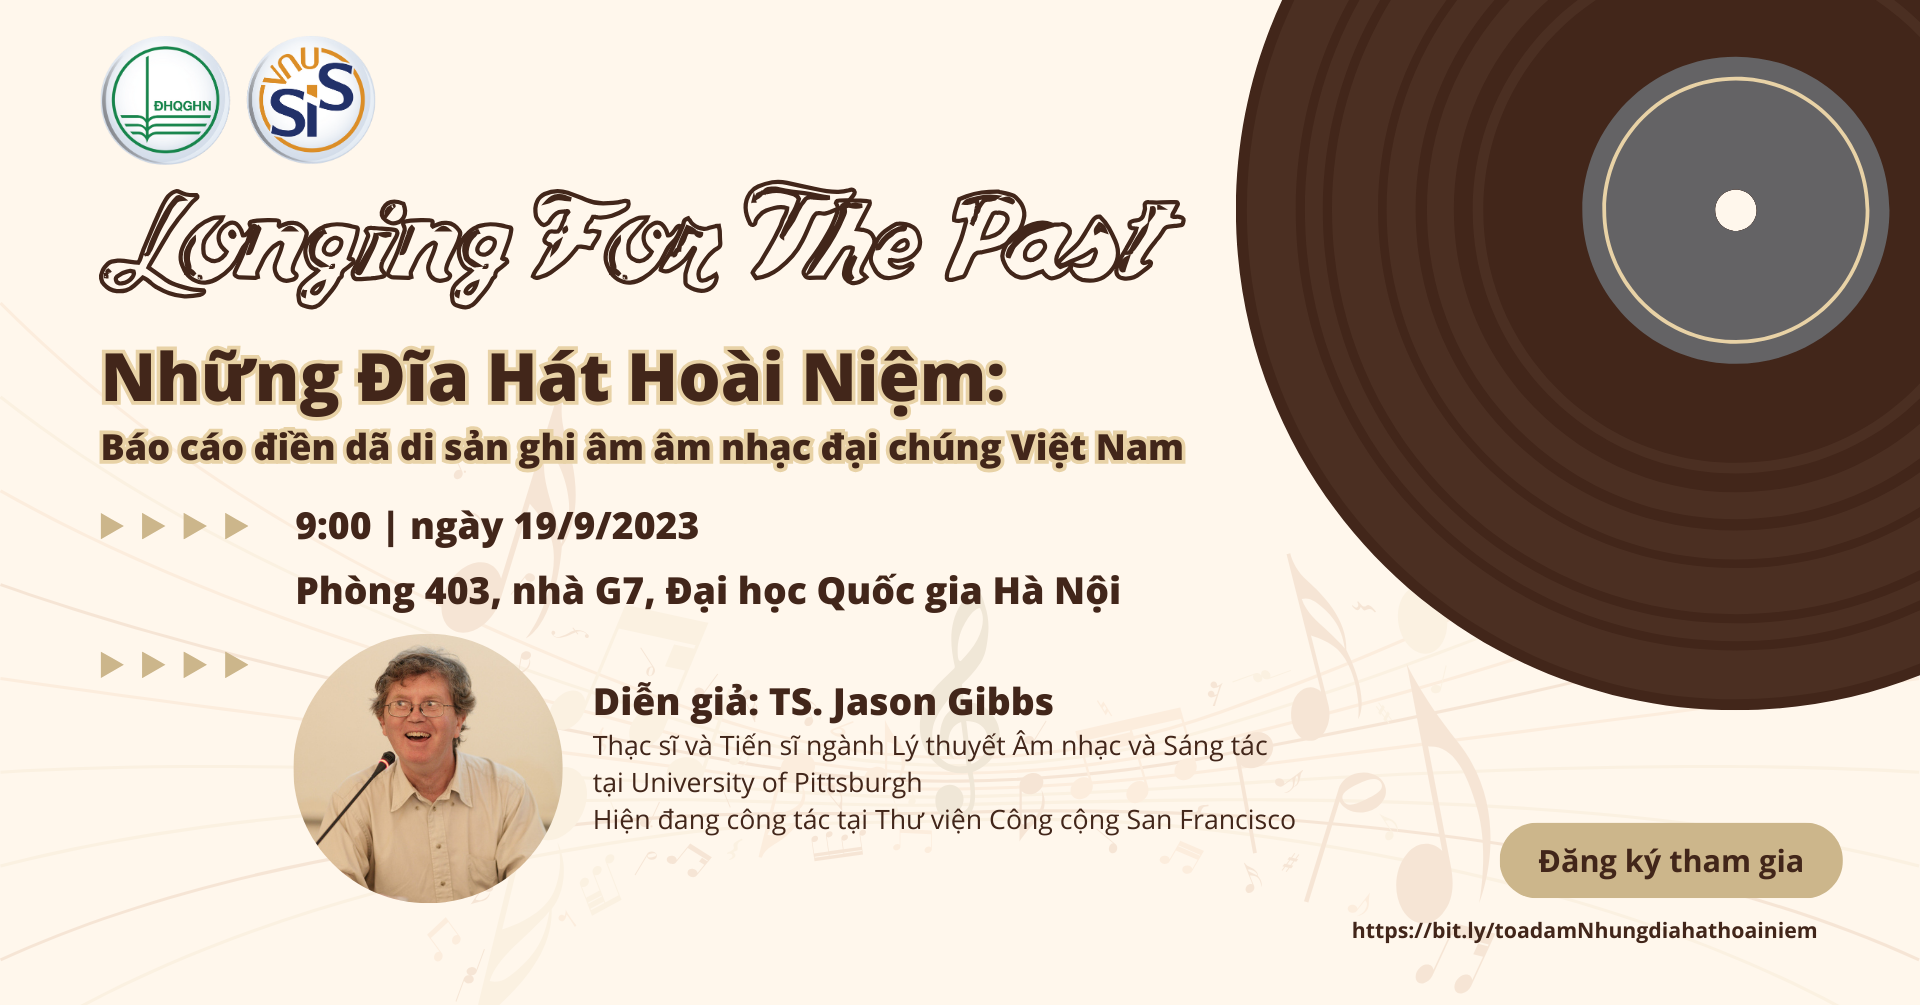 ĐHQGHN
VNU
SIS
Longing For The Past
Những Đĩa Hát Hoài Niệm:
Báo cáo điền dã di sản ghi âm âm nhạc đại chúng Việt Nam
9:00 | ngày 19/9/2023
Phòng 403, nhà G7, Đại học Quốc gia Hà Nội
Diễn giả: TS. Jason Gibbs
Thạc sĩ và Tiến sĩ ngành Lý thuyết Âm nhạc và Sáng tác
tại University of Pittsburgh
Hiện đang công tác tại Thư viện Công cộng San Francisco
Đăng ký tham gia
https://bit.ly/toadamNhungdiahathoainiem